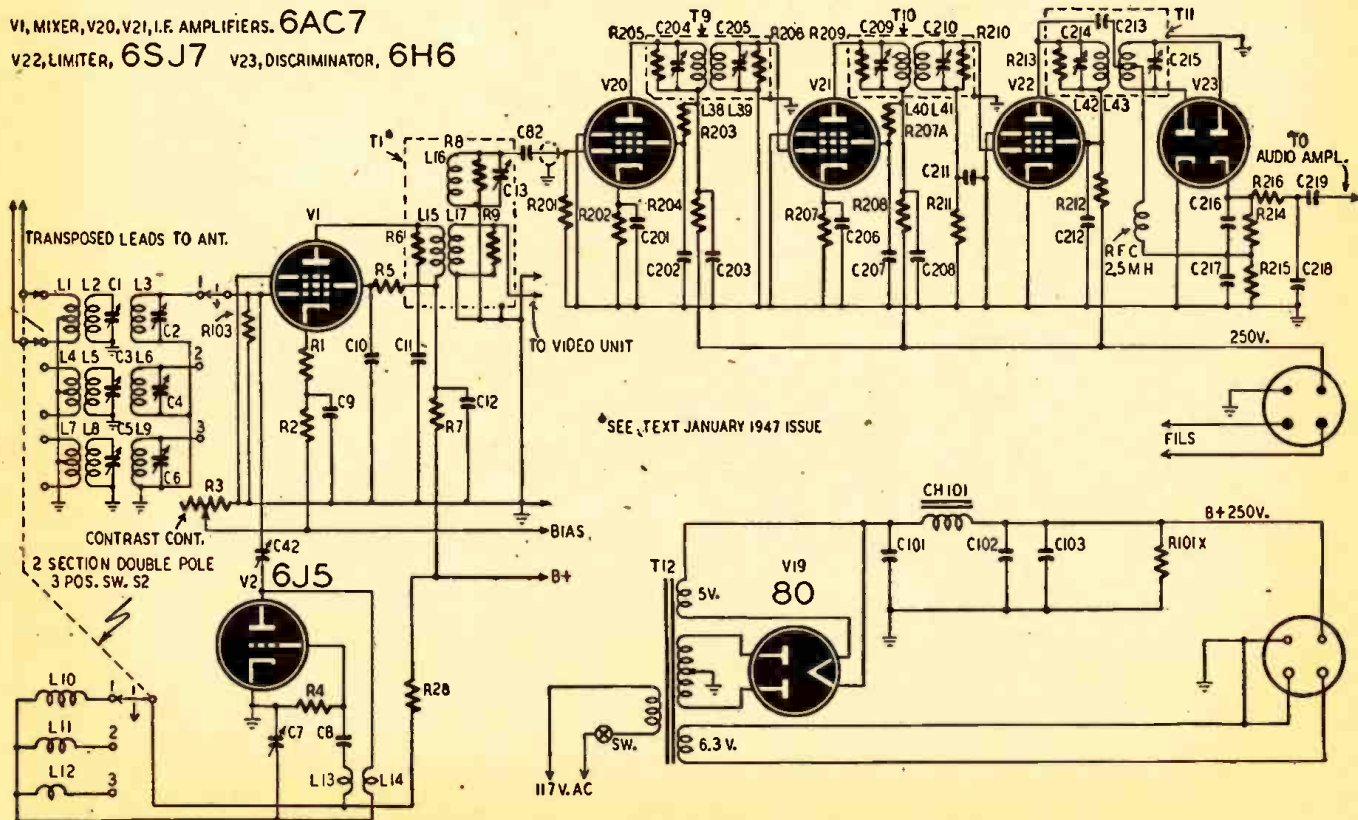 V1, MIXER, V20, V21, I.F. AMPLIFIERS. 6AC7
V22, LIMITER, 6SJ7 V23, DISCRIMINATOR, 6H6
R205 C204 T9 C205 R206 R209 C209 T10 C210 R210 C213 T11
C214
R213 C215
V20 V21 V22 V23
L38 L39 L40 L41 L42 L43
R203 R207A
T1* R8 C82
L16
C13
TO
AUDIO AMPL.
C211
R216 C219
R201 R202 R204 R207 R208 R211 R212 C216 R214
C201 C206 C212
C202 C203 C207 C208 C217 R215 C218
RFC
2.5 MH
TRANSPOSED LEADS TO ANT.
V1 L15 L17 R9
R6
R5
L1 L2 C1 L3 1
C2
R103
TO VIDEO UNIT
250V.
L4 L5 C3 L6 2
C4
R1 C10 C11
C9 C12
R2 R7
L7 L8 C5 L9 3
C6
*SEE TEXT JANUARY 1947 ISSUE
FILS
R3
CONTRAST CONT.
BIAS
CH101
B+250V.
C42
2 SECTION DOUBLE POLE
3 POS. SW. S2
V2 6J5
B+
C101 C102 C103 R101X
T12 V19
80
5V.
L10 1
R4
R28
L11 2
C7 C8
SW.
6.3 V.
L12 3
L13 L14
117V. AC